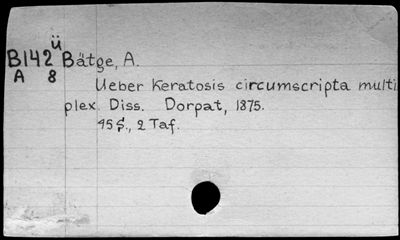 ü
B142 Bätge, A.
A 8
Ueber Keratosis circumscripta multi
plex. Diss. Dorpat, 1875.
45 S., 2 Taf.